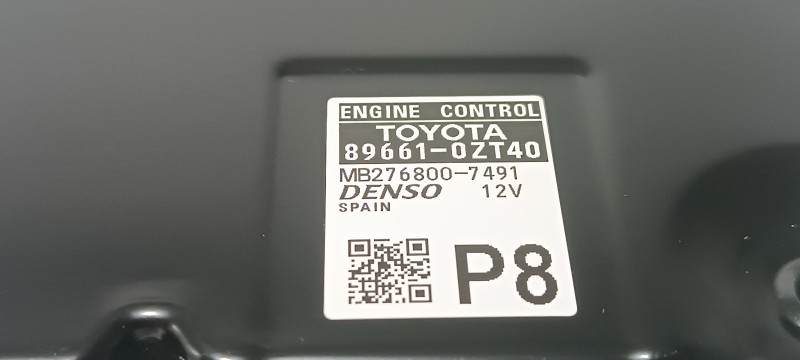 ENGINE CONTROL
TOYOTA
89661-0ZT40
MB276800-7491
DENSO 12V
SPAIN
P8